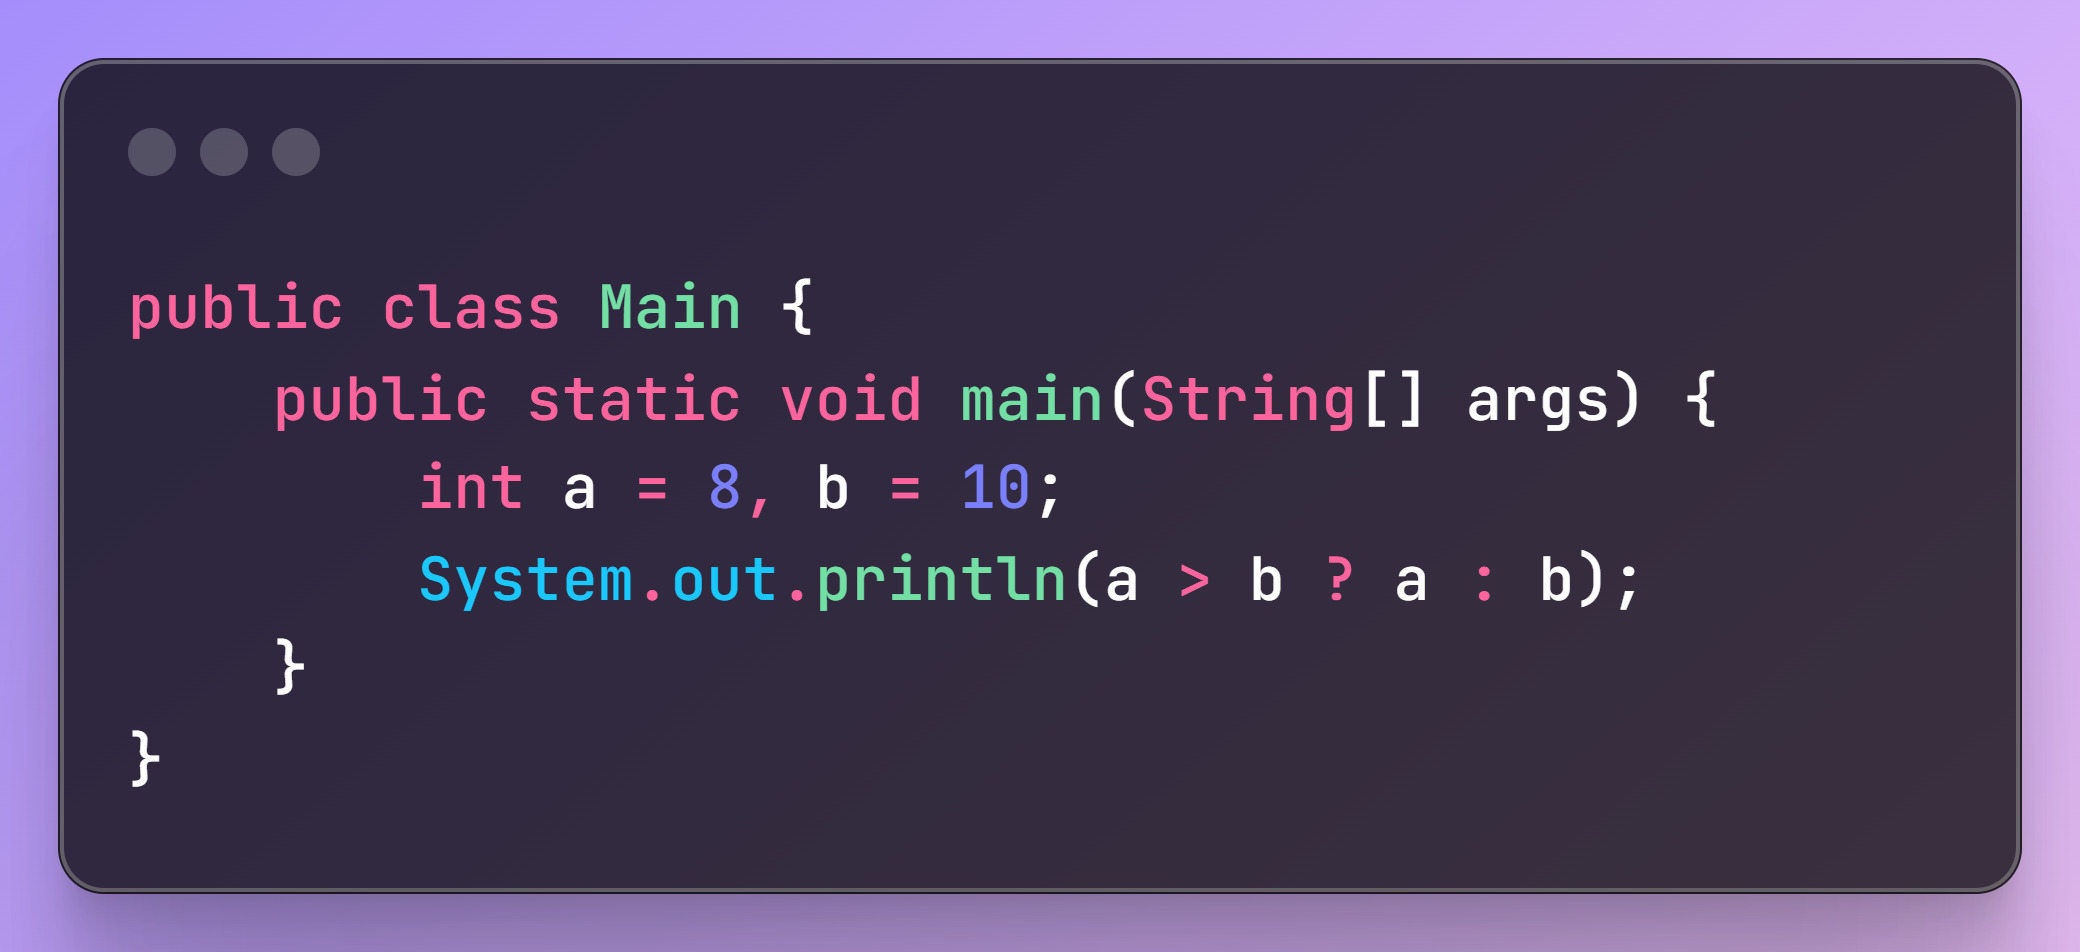 public class Main {
    public static void main(String[] args) {
        int a = 8, b = 10;
        System.out.println(a > b ? a : b);
    }
}